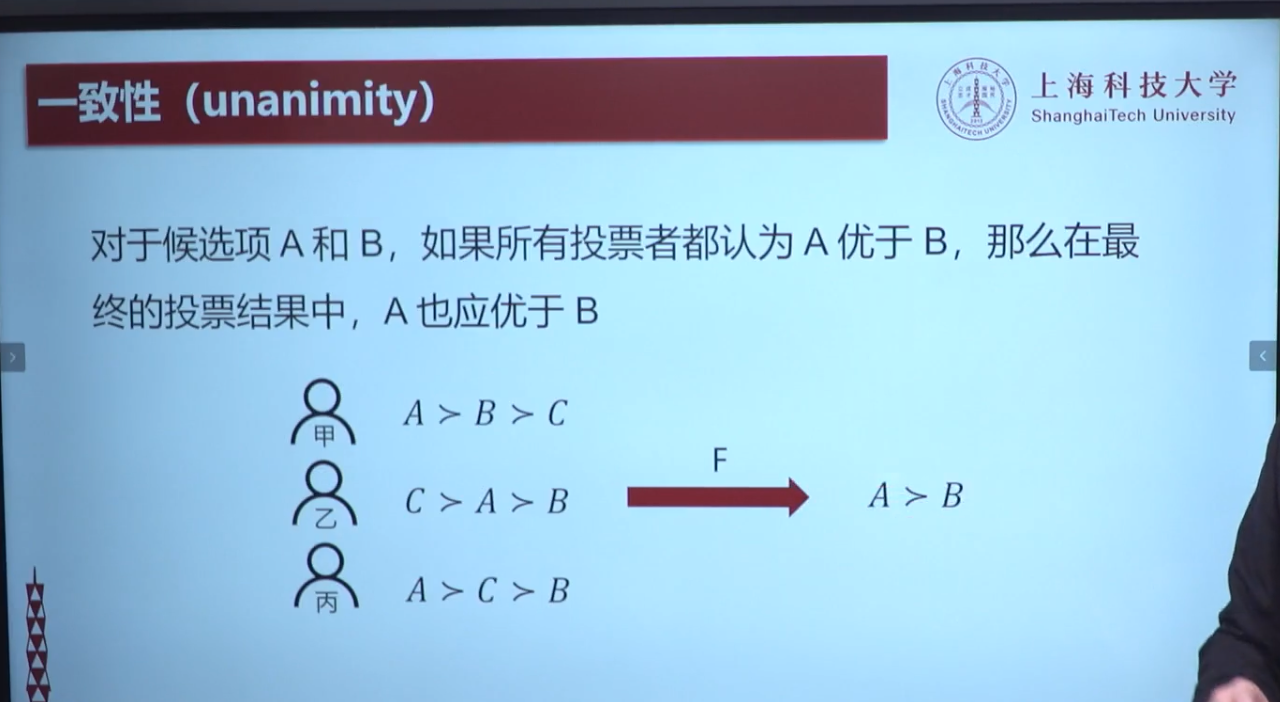 一致性（unanimity）
上海科技大学
ShanghaiTech University
SHANGHAITECH UNIVERSITY
对于候选项 A 和 B，如果所有投票者都认为 A 优于 B，那么在最
终的投票结果中，A 也应优于 B
甲
A ≻ B ≻ C
乙
C ≻ A ≻ B
F
A ≻ B
丙
A ≻ C ≻ B